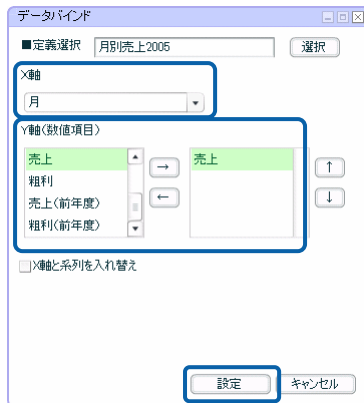 データバインド
■定義選択 月別売上2005 選択
X軸
月
Y軸(数値項目)
売上 → 売上 ↑
粗利
売上(前年度) ← ↓
粗利(前年度)
X軸と系列を入れ替え
設定 キャンセル